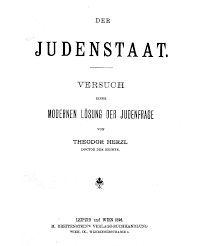 DER
JUDENSTAAT.
VERSUCH
EINER
MODERNEN LÖSUNG DER JUDENFRAGE
VON
THEODOR HERZL
DOCTOR DER RECHTE.
LEIPZIG und WIEN 1896.
M. BREITENSTEIN'S VERLAGS-BUCHHANDLUNG
WIEN, IX., WÄHRINGERSTRASSE 5.